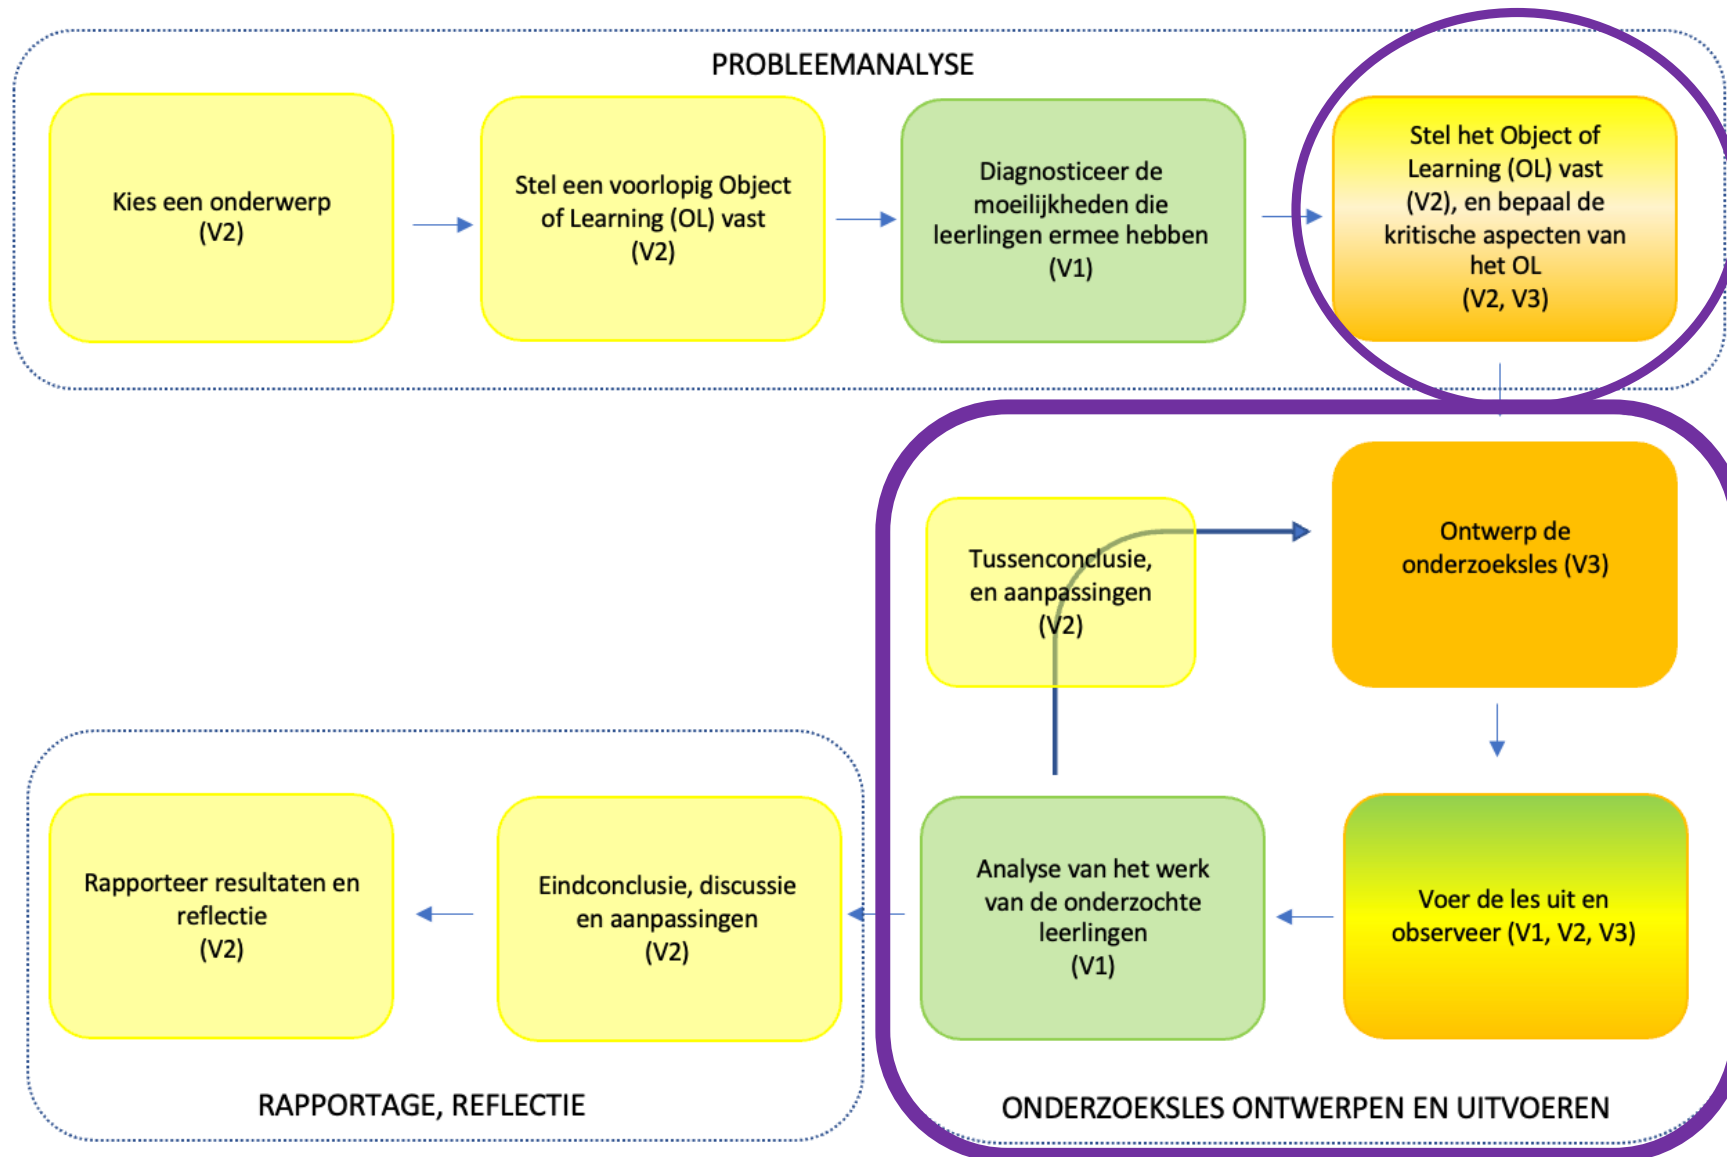 PROBLEEMANALYSE
Kies een onderwerp
(V2)
Stel een voorlopig Object
of Learning (OL) vast
(V2)
Diagnosticeer de
moeilijkheden die
leerlingen ermee hebben
(V1)
Stel het Object of
Learning (OL) vast
(V2), en bepaal de
kritische aspecten van
het OL
(V2, V3)
Ontwerp de
onderzoeksles (V3)
Tussenconclusie,
en aanpassingen
(V2)
Voer de les uit en
observeer (V1, V2, V3)
Analyse van het werk
van de onderzochte
leerlingen
(V1)
ONDERZOEKSLES ONTWERPEN EN UITVOEREN
Eindconclusie, discussie
en aanpassingen
(V2)
Rapporteer resultaten en
reflectie
(V2)
RAPPORTAGE, REFLECTIE